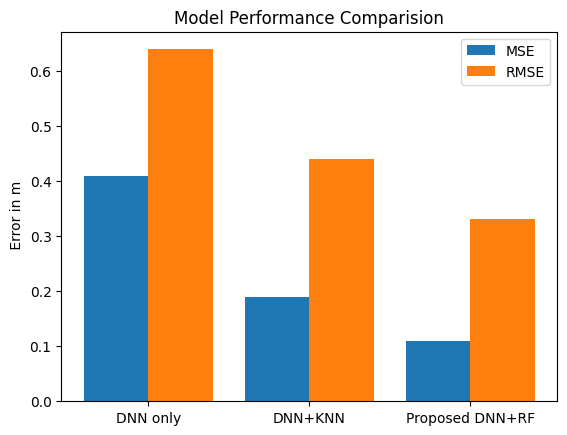 Model Performance Comparision
MSE
RMSE
Error in m
0.6
0.5
0.4
0.3
0.2
0.1
0.0
DNN only
DNN+KNN
Proposed DNN+RF